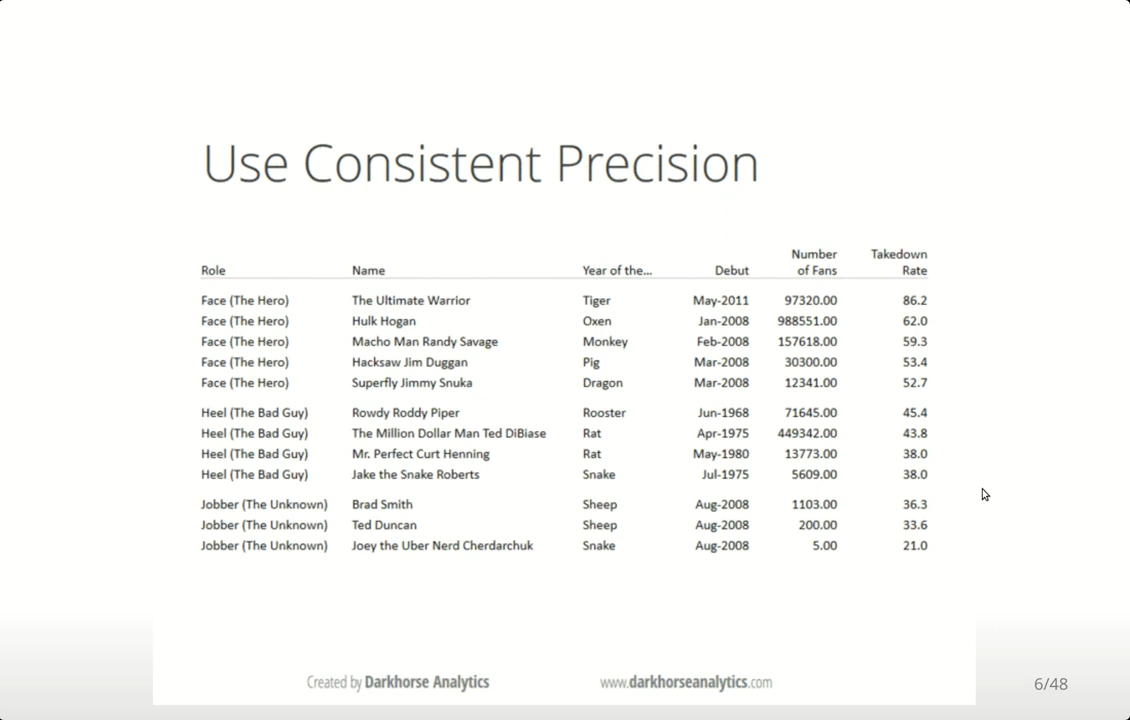 Use Consistent Precision
Number Takedown
Role Name Year of the... Debut of Fans Rate
Face (The Hero) The Ultimate Warrior Tiger May-2011 97320.00 86.2
Face (The Hero) Hulk Hogan Oxen Jan-2008 988551.00 62.0
Face (The Hero) Macho Man Randy Savage Monkey Feb-2008 157618.00 59.3
Face (The Hero) Hacksaw Jim Duggan Pig Mar-2008 30300.00 53.4
Face (The Hero) Superfly Jimmy Snuka Dragon Mar-2008 12341.00 52.7
Heel (The Bad Guy) Rowdy Roddy Piper Rooster Jun-1968 71645.00 45.4
Heel (The Bad Guy) The Million Dollar Man Ted DiBiase Rat Apr-1975 449342.00 43.8
Heel (The Bad Guy) Mr. Perfect Curt Henning Rat May-1980 13773.00 38.0
Heel (The Bad Guy) Jake the Snake Roberts Snake Jul-1975 5609.00 38.0
Jobber (The Unknown) Brad Smith Sheep Aug-2008 1103.00 36.3
Jobber (The Unknown) Ted Duncan Sheep Aug-2008 200.00 33.6
Jobber (The Unknown) Joey the Uber Nerd Cherdarchuk Snake Aug-2008 5.00 21.0
Created by Darkhorse Analytics www.darkhorseanalytics.com 6/48